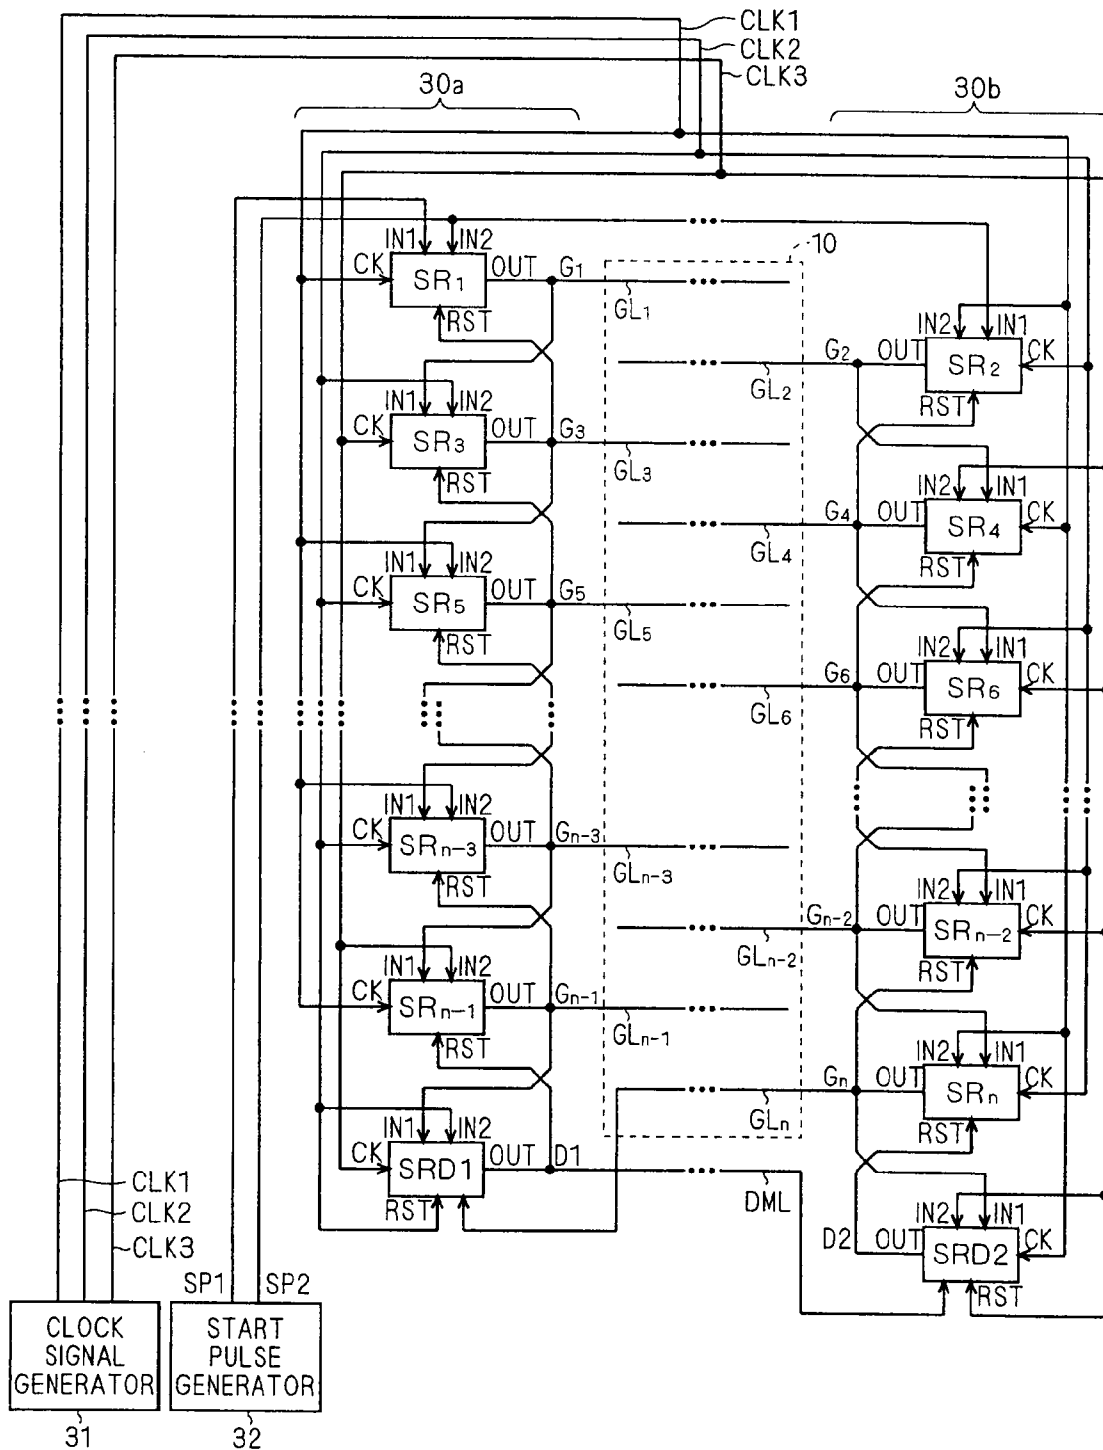 CLK1
CLK2
CLK3
30a
30b
10
IN1 IN2
CK SR1 OUT G1
RST
GL1
IN2 IN1
G2 OUT SR2 CK
GL2
RST
IN1 IN2
CK SR3 OUT G3
RST
GL3
IN2 IN1
G4 OUT SR4 CK
GL4
RST
IN1 IN2
CK SR5 OUT G5
RST
GL5
IN2 IN1
G6 OUT SR6 CK
GL6
RST
IN1 IN2
CK SRn-3 OUT Gn-3
RST
GLn-3
IN2 IN1
Gn-2 OUT SRn-2 CK
GLn-2
RST
IN1 IN2
CK SRn-1 OUT Gn-1
RST
GLn-1
IN2 IN1
Gn OUT SRn CK
GLn
RST
IN1 IN2
CK SRD1 OUT D1
RST
DML
IN2 IN1
D2 OUT SRD2 CK
RST
CLK1
CLK2
CLK3
SP1 SP2
CLOCK
SIGNAL
GENERATOR
31
START
PULSE
GENERATOR
32